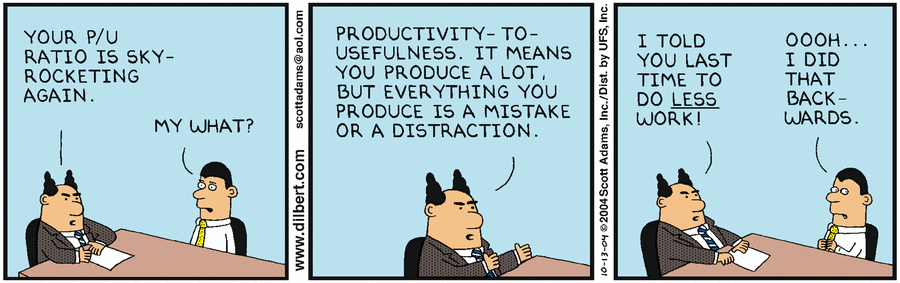 YOUR P/U
RATIO IS SKY-
ROCKETING
AGAIN.
MY WHAT?
www.dilbert.com
scottadams@aol.com
PRODUCTIVITY-TO-
USEFULNESS. IT MEANS
YOU PRODUCE A LOT,
BUT EVERYTHING YOU
PRODUCE IS A MISTAKE
OR A DISTRACTION.
10-13-04 © 2004 Scott Adams, Inc./Dist. by UFS, Inc.
I TOLD
YOU LAST
TIME TO
DO LESS
WORK!
OOOH...
I DID
THAT
BACK-
WARDS.